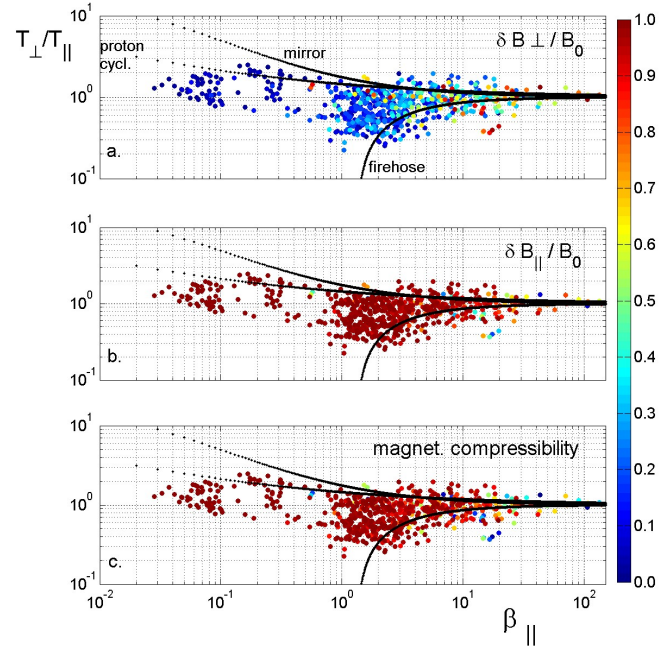 T⊥/T||
10^1
10^0
10^-1
proton
cycl.
mirror
δ B⊥ / B0
firehose
a.
10^1
10^0
10^-1
δ B|| / B0
b.
10^1
10^0
10^-1
magnet. compressibility
c.
10^-2
10^-1
10^0
10^1
10^2
β||
1.0
0.9
0.8
0.7
0.6
0.5
0.4
0.3
0.2
0.1
0.0